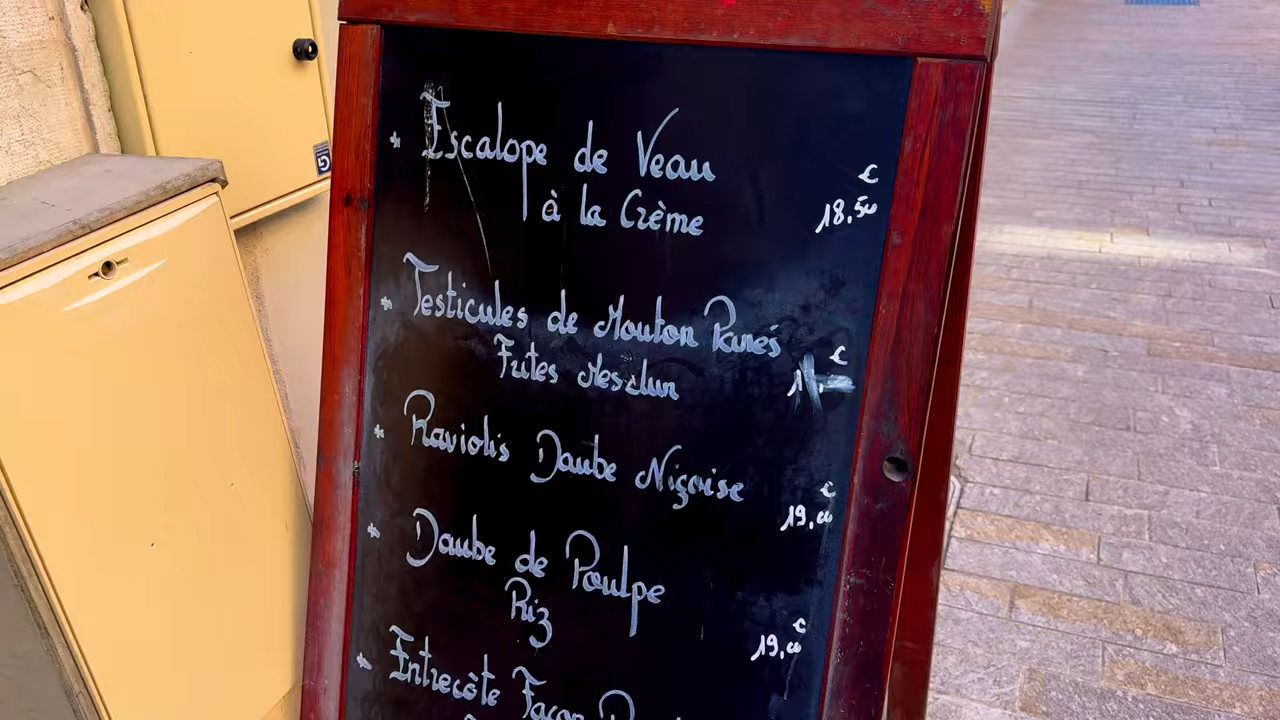 * Escalope de Veau
à la Crème
€
18,50
* Testicules de Mouton Panés
Frites Mesclun
€
* Raviolis Daube Niçoise
€
19,00
* Daube de Poulpe
Riz
€
19,00
* Entrecôte Façon